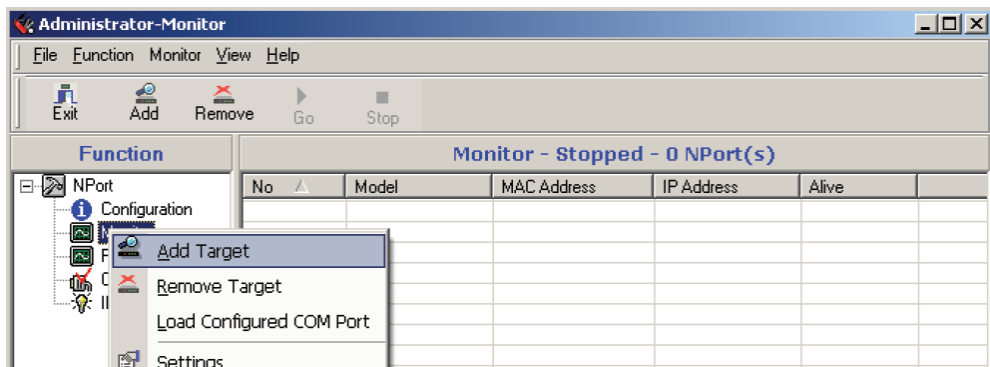 Administrator-Monitor
File Function Monitor View Help
Exit Add Remove Go Stop
Function
Monitor - Stopped - 0 NPort(s)
NPort
No Model MAC Address IP Address Alive
Configuration
Add Target
Remove Target
Load Configured COM Port
Settings